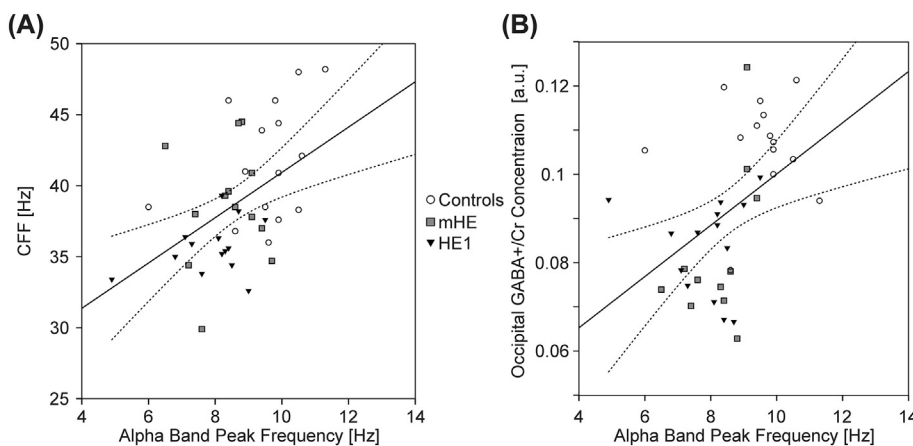 (A)
50
45
40
35
30
25
CFF [Hz]
4 6 8 10 12 14
Alpha Band Peak Frequency [Hz]
Controls
mHE
HE1
(B)
0.12
0.1
0.08
0.06
Occipital GABA+/Cr Concentraion [a.u.]
4 6 8 10 12 14
Alpha Band Peak Frequency [Hz]